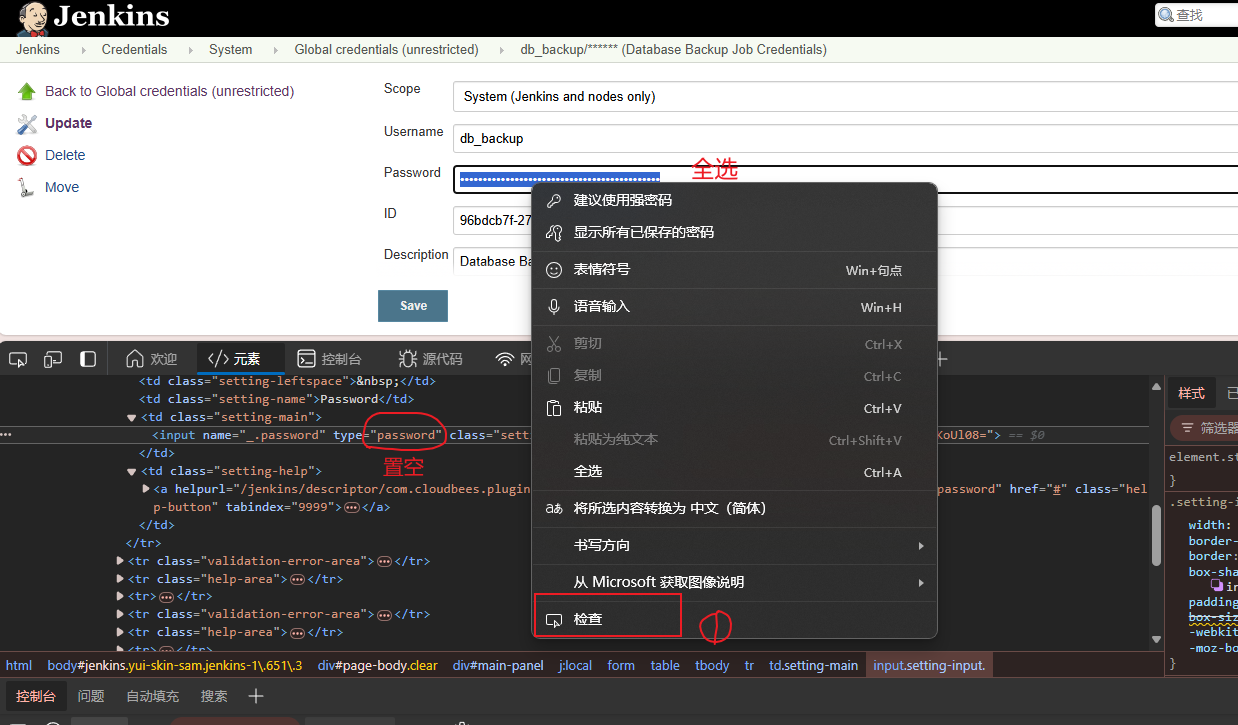 Jenkins
查找
Jenkins
Credentials
System
Global credentials (unrestricted)
db_backup/****** (Database Backup Job Credentials)
Back to Global credentials (unrestricted)
Update
Delete
Move
Scope
System (Jenkins and nodes only)
Username
db_backup
Password
全选
ID
96bdcb7f-27
Description
Database Ba
Save
建议使用强密码
显示所有已保存的密码
表情符号 Win+句点
语音输入 Win+H
剪切 Ctrl+X
复制 Ctrl+C
粘贴 Ctrl+V
粘贴为纯文本 Ctrl+Shift+V
全选 Ctrl+A
aあ 将所选内容转换为 中文（简体）
书写方向
从 Microsoft 获取图像说明
检查
①
欢迎
</> 元素
控制台
源代码
网
<td class="setting-leftspace">&nbsp;</td>
<td class="setting-name">Password</td>
<td class="setting-main">
<input name="_.password" type="password" class="sett
KoUl08="> == $0
置空
</td>
<td class="setting-help">
<a helpurl="/jenkins/descriptor/com.cloudbees.plugin
password" href="#" class="hel
p-button" tabindex="9999"></a>
</td>
</tr>
<tr class="validation-error-area"></tr>
<tr class="help-area"></tr>
<tr></tr>
<tr class="validation-error-area"></tr>
<tr class="help-area"></tr>
<tr></tr>
样式
筛选器
element.st
}
.setting-i
width:
border-
border:
box-sha
in
padding
box-siz
-webkit
-moz-bo
}
html body#jenkins.yui-skin-sam.jenkins-1\.651\.3 div#page-body.clear div#main-panel j:local form table tbody tr td.setting-main input.setting-input.
控制台
问题
自动填充
搜索